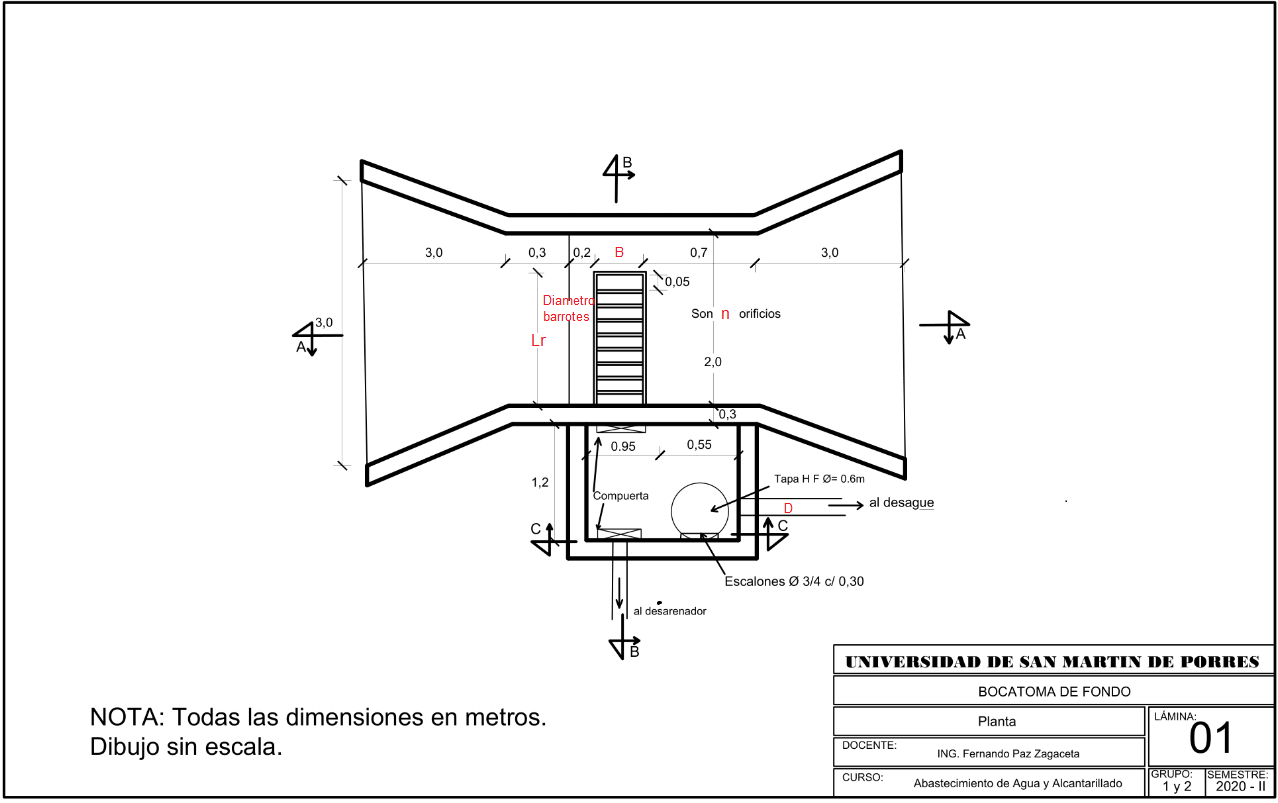 B
3,0
0,3
0,2
B
0,7
3,0
0,05
Diametro
barrotes
Son n orificios
3,0
A
A
Lr
2,0
0,3
0.95
0,55
1,2
Tapa H F Ø= 0.6m
Compuerta
D
al desague
C
C
Escalones Ø 3/4 c/ 0,30
al desarenador
B
UNIVERSIDAD DE SAN MARTIN DE PORRES
BOCATOMA DE FONDO
Planta
LÁMINA:
01
DOCENTE:
ING. Fernando Paz Zagaceta
CURSO:
Abastecimiento de Agua y Alcantarillado
GRUPO:
1 y 2
SEMESTRE:
2020 - II
NOTA: Todas las dimensiones en metros.
Dibujo sin escala.